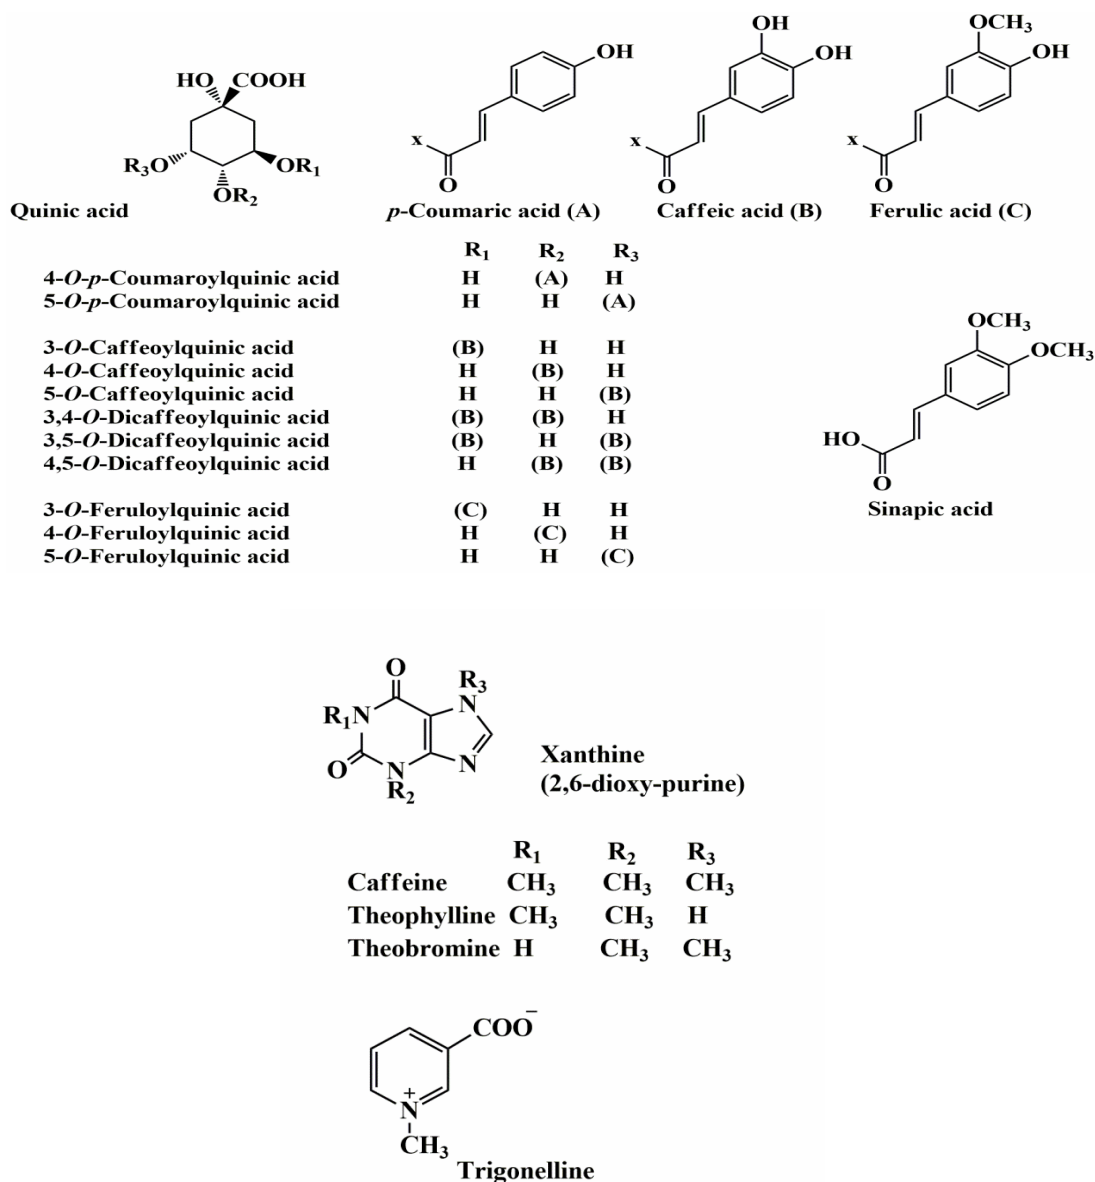 OH
OH
OH
OCH₃
OH
HO COOH
x
x
x
R₃O
OR₁
OR₂
O
O
O
Quinic acid
p-Coumaric acid (A)
Caffeic acid (B)
Ferulic acid (C)
R₁ R₂ R₃
4-O-p-Coumaroylquinic acid H (A) H
5-O-p-Coumaroylquinic acid H H (A)
3-O-Caffeoylquinic acid (B) H H
4-O-Caffeoylquinic acid H (B) H
5-O-Caffeoylquinic acid H H (B)
3,4-O-Dicaffeoylquinic acid (B) (B) H
3,5-O-Dicaffeoylquinic acid (B) H (B)
4,5-O-Dicaffeoylquinic acid H (B) (B)
3-O-Feruloylquinic acid (C) H H
4-O-Feruloylquinic acid H (C) H
5-O-Feruloylquinic acid H H (C)
OCH₃
OCH₃
HO
O
Sinapic acid
O
R₃
R₁ N N
O N N
R₂
Xanthine
(2,6-dioxy-purine)
R₁ R₂ R₃
Caffeine CH₃ CH₃ CH₃
Theophylline CH₃ CH₃ H
Theobromine H CH₃ CH₃
COO⁻
N⁺
CH₃
Trigonelline